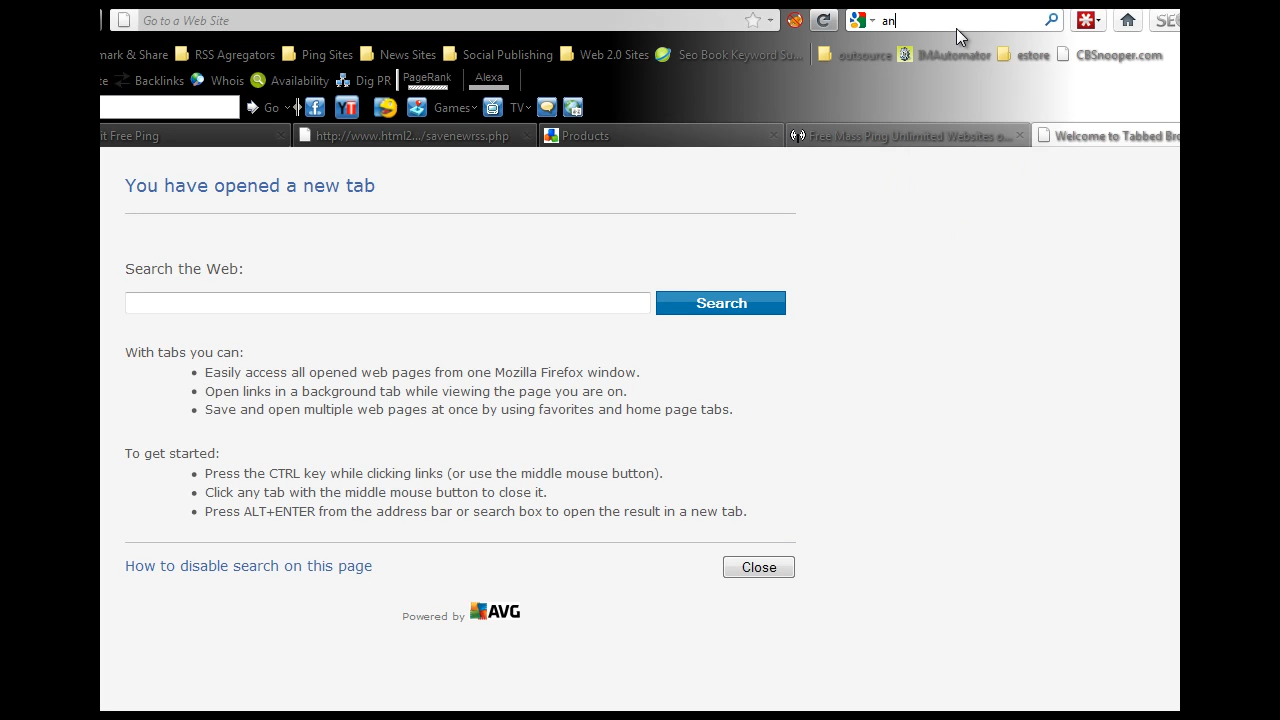 Go to a Web Site an SEO
mark & Share RSS Agregators Ping Sites News Sites Social Publishing Web 2.0 Sites Seo Book Keyword Su... outsource IMAutomator estore CBSnooper.com
te Backlinks Whois Availability Dig PR PageRank Alexa
Go Games TV
it Free Ping http://www.html2.../savenewrss.php Products Free Mass Ping Unlimited Websites o... Welcome to Tabbed Bro
You have opened a new tab
Search the Web:
Search
With tabs you can:
• Easily access all opened web pages from one Mozilla Firefox window.
• Open links in a background tab while viewing the page you are on.
• Save and open multiple web pages at once by using favorites and home page tabs.
To get started:
• Press the CTRL key while clicking links (or use the middle mouse button).
• Click any tab with the middle mouse button to close it.
• Press ALT+ENTER from the address bar or search box to open the result in a new tab.
How to disable search on this page Close
Powered by AVG